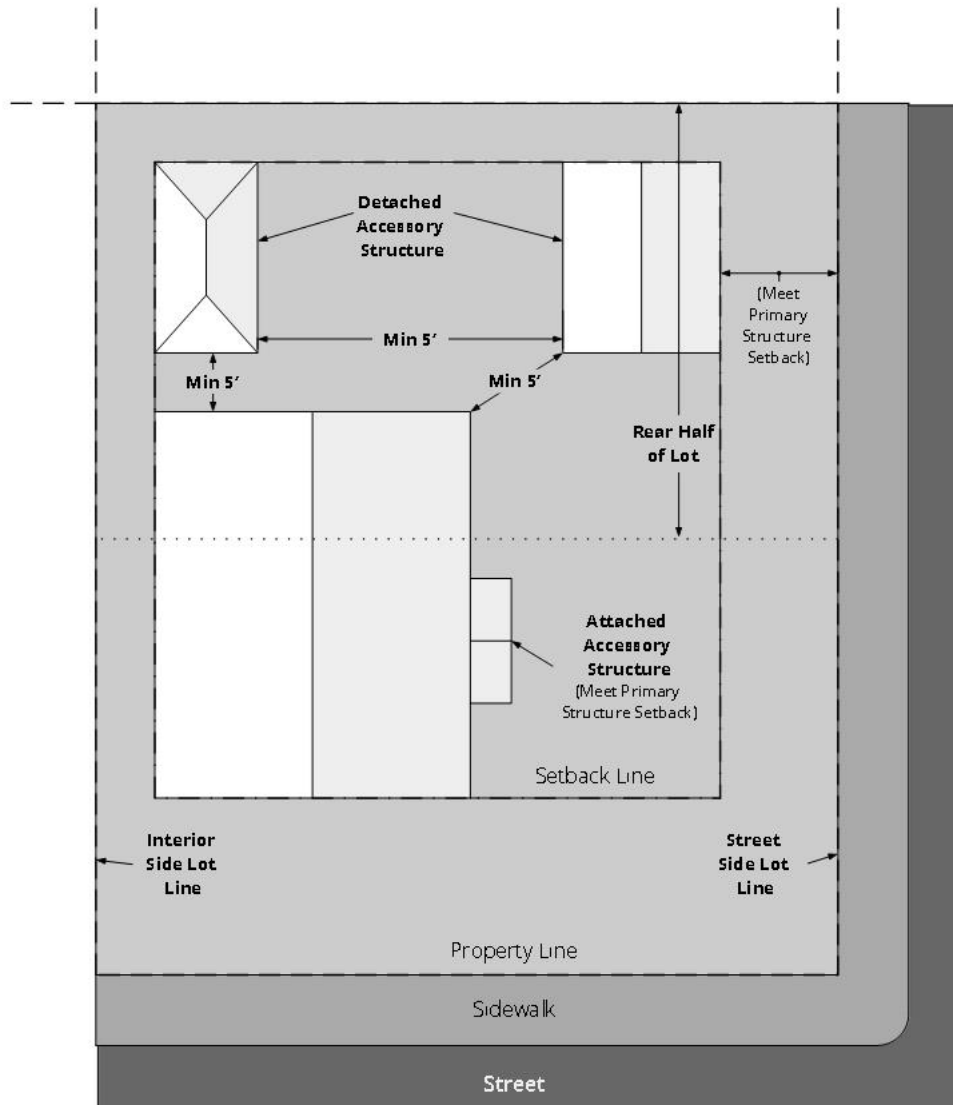 Detached
Accessory
Structure
(Meet
Primary
Structure
Setback)
Min 5′
Min 5′
Min 5′
Rear Half
of Lot
Attached
Accessory
Structure
(Meet Primary
Structure Setback)
Setback Line
Interior
Side Lot
Line
Street
Side Lot
Line
Property Line
Sidewalk
Street